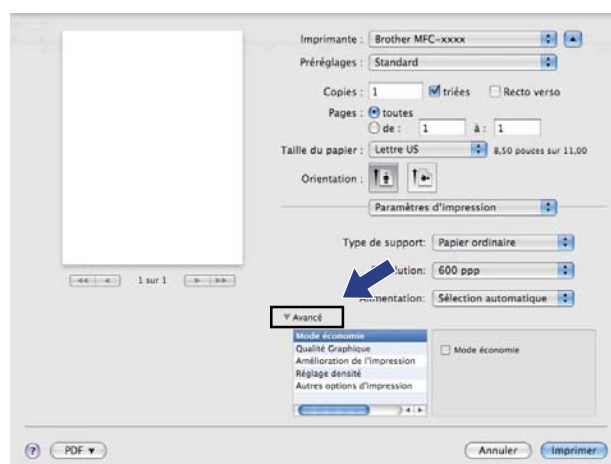 Imprimante : Brother MFC-xxxx
Préréglages : Standard
Copies : 1 triées Recto verso
Pages : toutes
de : 1 à : 1
Taille du papier : Lettre US 8,50 pouces sur 11,00
Orientation :
Paramètres d'impression
Type de support: Papier ordinaire
600 ppp
1 sur 1
Sélection automatique
Avancé
Mode économie
Qualité Graphique
Mode économie
Amélioration de l'impression
Réglage densité
Autres options d'impression
? PDF Annuler Imprimer